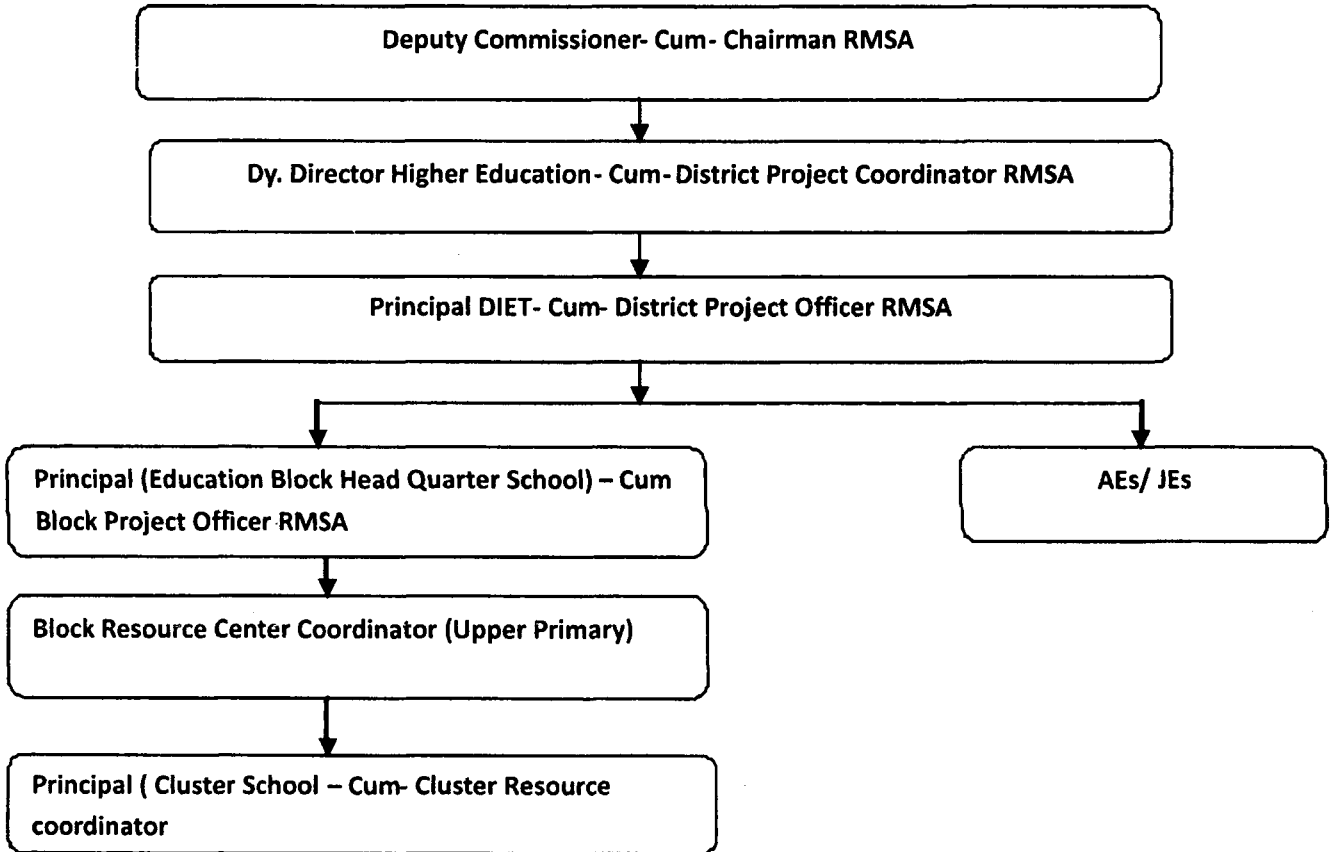 Deputy Commissioner- Cum- Chairman RMSA
Dy. Director Higher Education- Cum- District Project Coordinator RMSA
Principal DIET- Cum- District Project Officer RMSA
Principal (Education Block Head Quarter School) – Cum
Block Project Officer RMSA
AEs/ JEs
Block Resource Center Coordinator (Upper Primary)
Principal ( Cluster School – Cum- Cluster Resource
coordinator